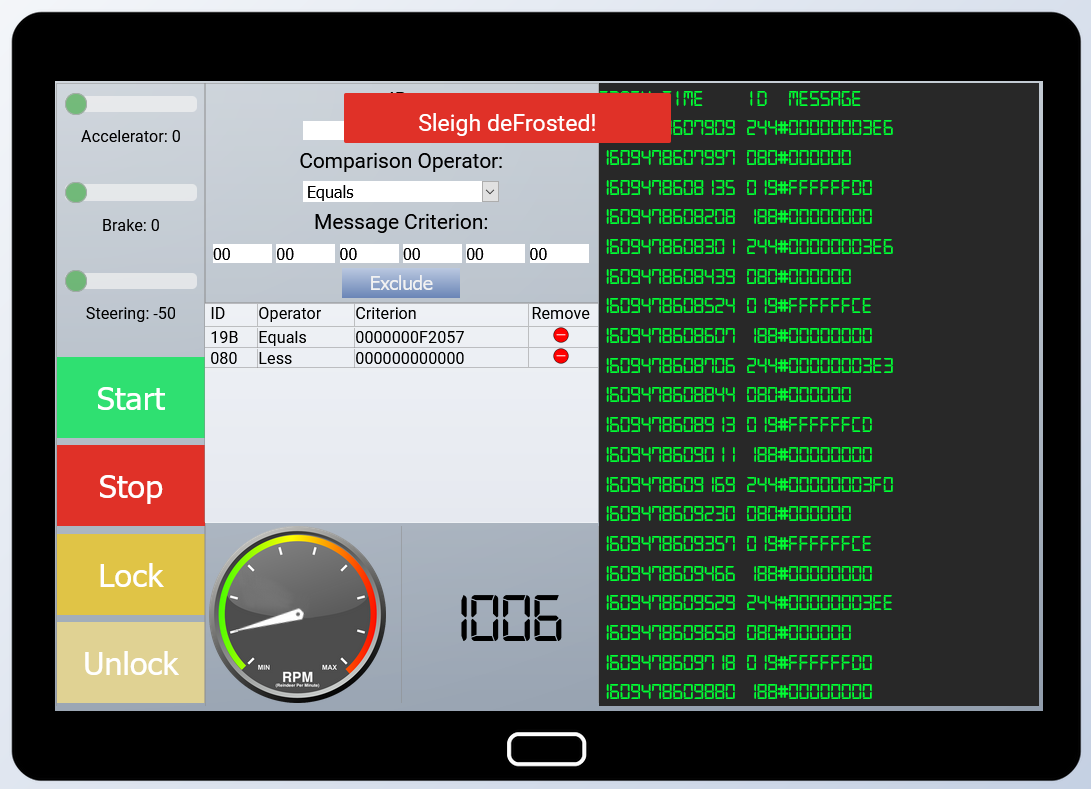 Sleigh deFrosted!
Accelerator: 0
Brake: 0
Steering: -50
Start
Stop
Lock
Unlock
Comparison Operator:
Equals
Message Criterion:
00 00 00 00 00 00
Exclude
ID Operator Criterion Remove
19B Equals 0000000F2057
080 Less 000000000000
MIN MAX
RPM
(Reindeer Per Minute)
1006
TIME ID MESSAGE
607909 244#00000003E6
1609478607997 080#000000
1609478608135 019#FFFFFFD0
1609478608208 188#00000000
1609478608301 244#00000003E6
1609478608439 080#000000
1609478608524 019#FFFFFFCE
1609478608607 188#00000000
1609478608706 244#00000003E3
1609478608844 080#000000
1609478608913 019#FFFFFFCD
1609478609011 188#00000000
1609478609169 244#00000003F0
1609478609230 080#000000
1609478609357 019#FFFFFFCE
1609478609466 188#00000000
1609478609529 244#00000003EE
1609478609658 080#000000
1609478609718 019#FFFFFFD0
1609478609880 188#00000000